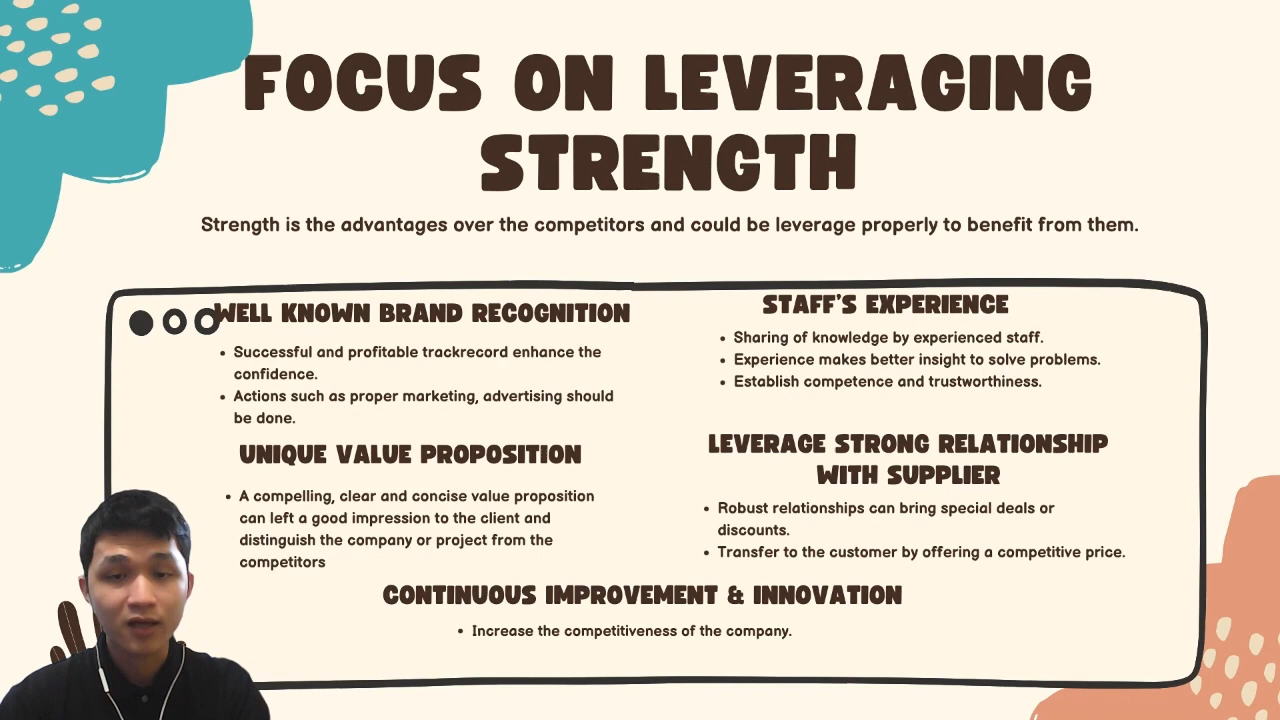 FOCUS ON LEVERAGING
STRENGTH
Strength is the advantages over the competitors and could be leverage properly to benefit from them.
WELL KNOWN BRAND RECOGNITION
• Successful and profitable trackrecord enhance the
confidence.
• Actions such as proper marketing, advertising should
be done.
UNIQUE VALUE PROPOSITION
• A compelling, clear and concise value proposition
can left a good impression to the client and
distinguish the company or project from the
competitors
STAFF'S EXPERIENCE
• Sharing of knowledge by experienced staff.
• Experience makes better insight to solve problems.
• Establish competence and trustworthiness.
LEVERAGE STRONG RELATIONSHIP
WITH SUPPLIER
• Robust relationships can bring special deals or
discounts.
• Transfer to the customer by offering a competitive price.
CONTINUOUS IMPROVEMENT & INNOVATION
• Increase the competitiveness of the company.